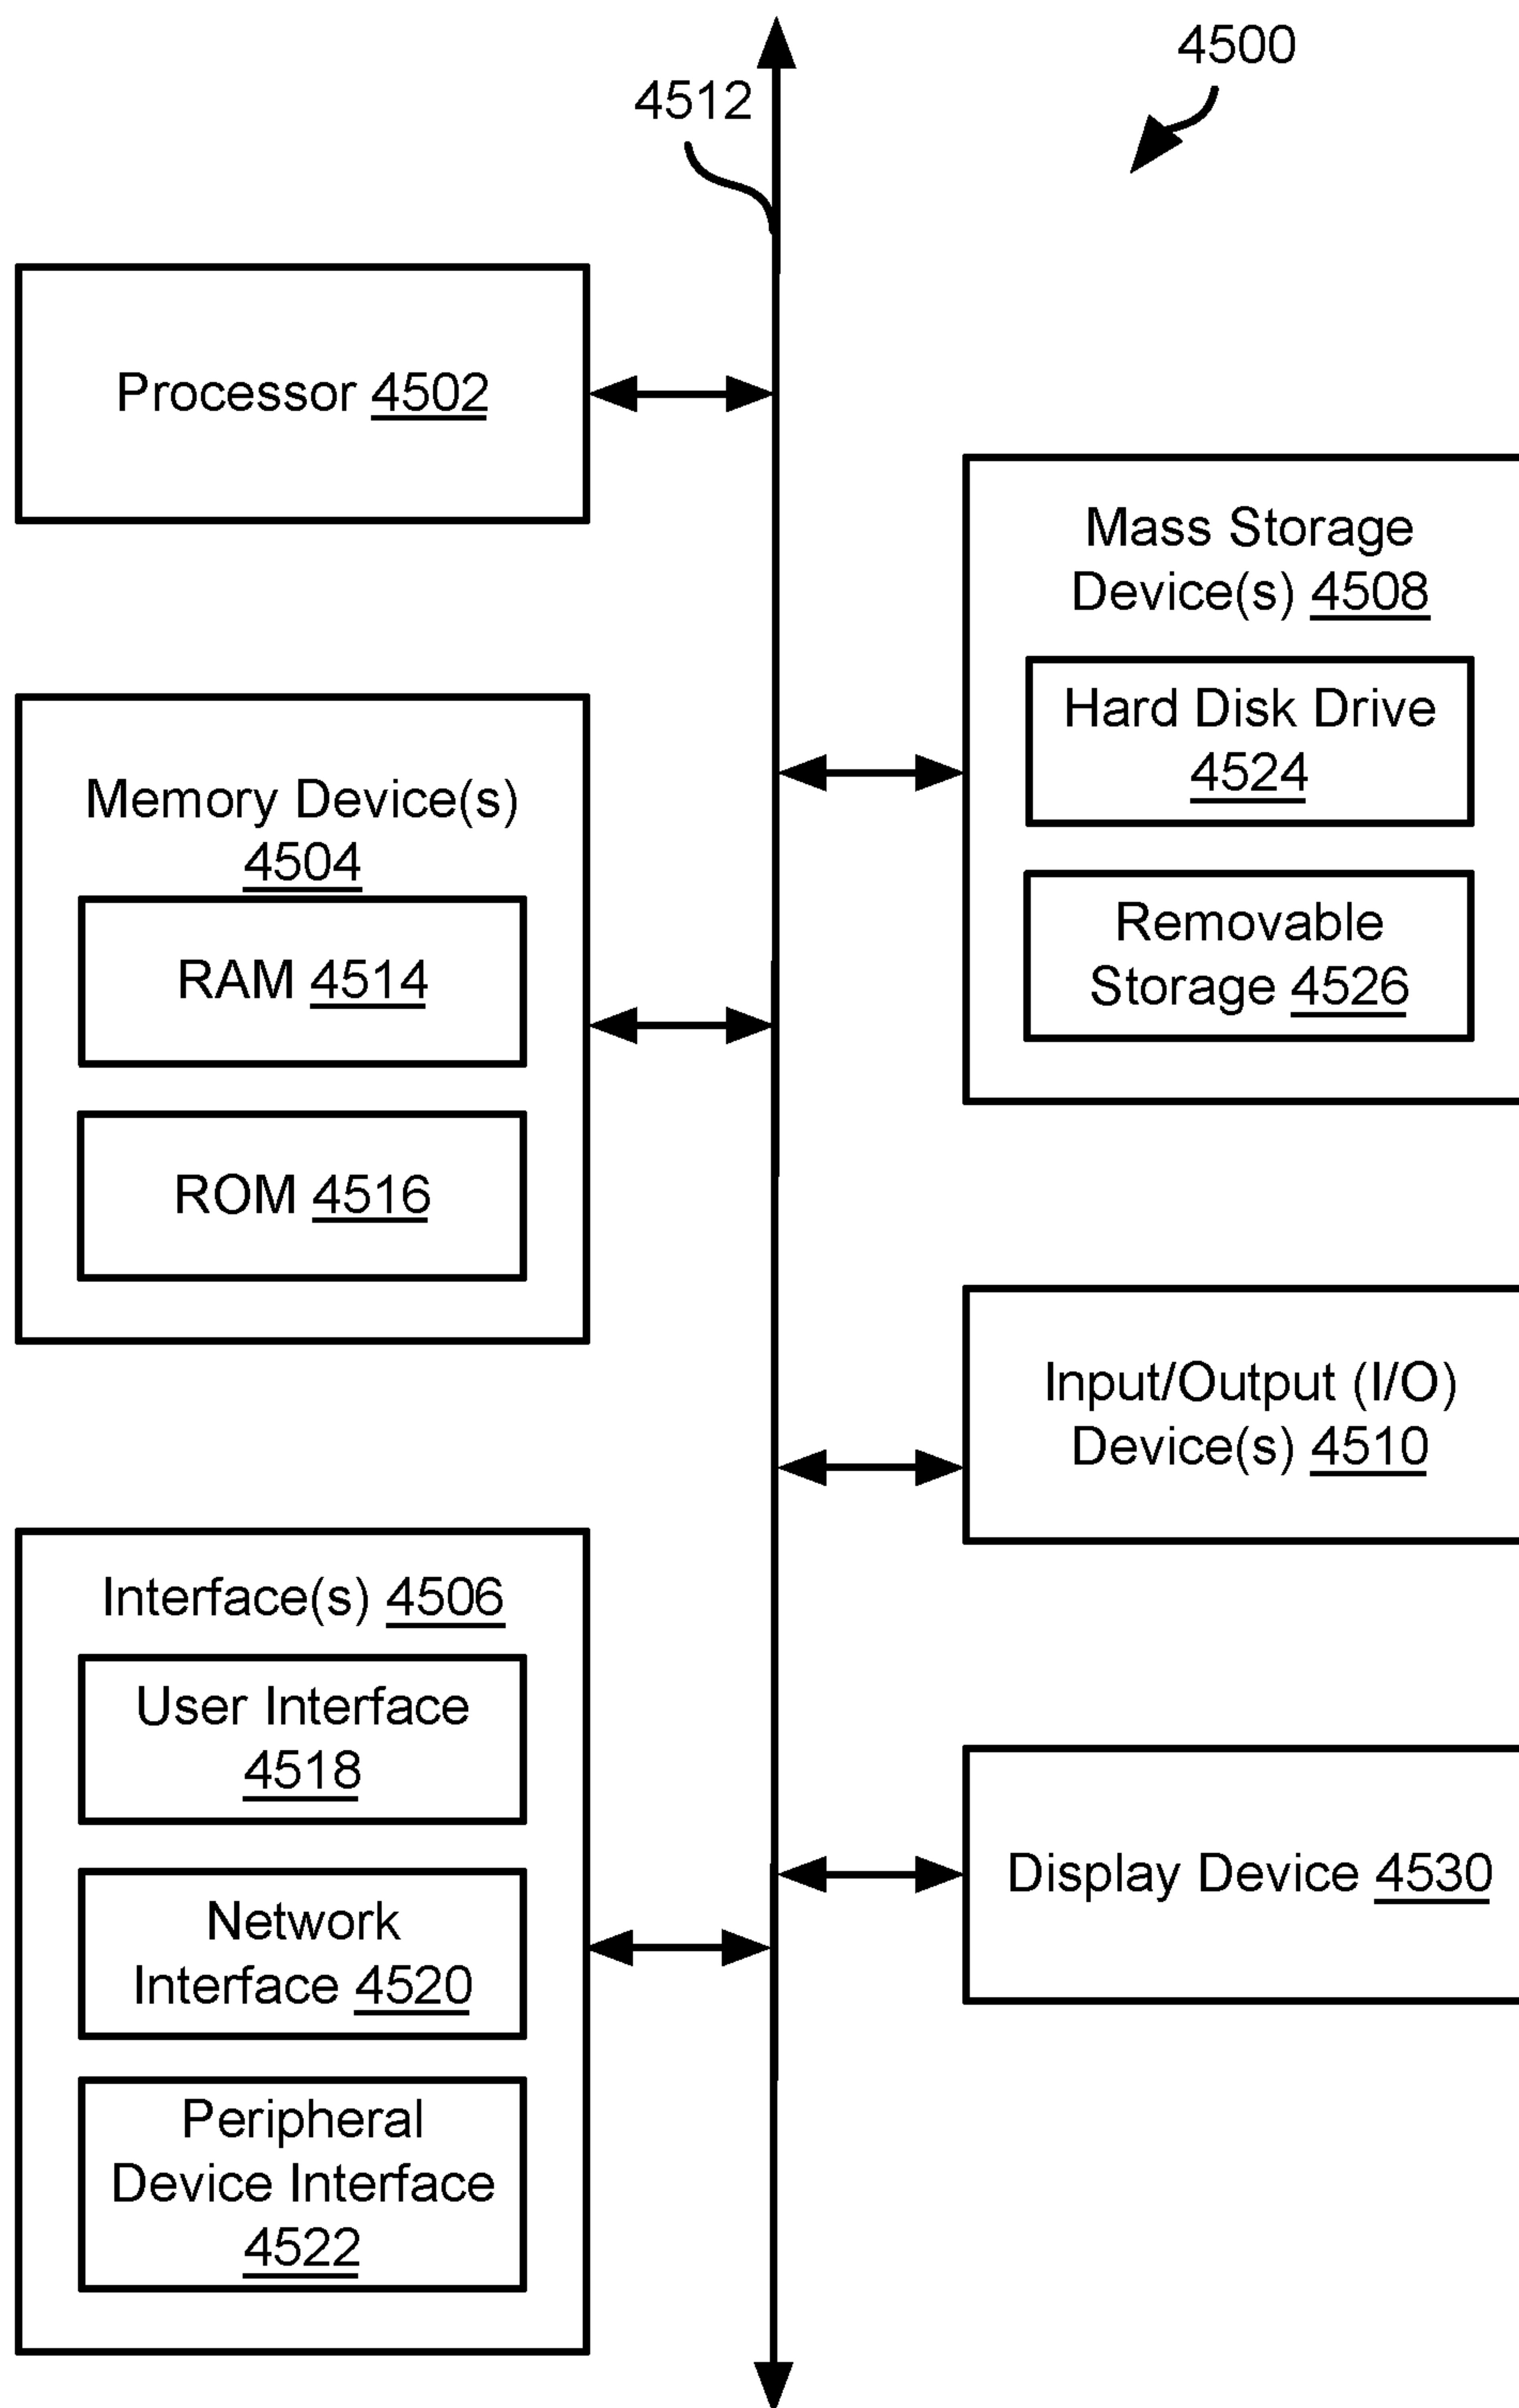 4500
4512
Processor 4502
Mass Storage
Device(s) 4508
Hard Disk Drive
4524
Removable
Storage 4526
Memory Device(s)
4504
RAM 4514
ROM 4516
Input/Output (I/O)
Device(s) 4510
Interface(s) 4506
User Interface
4518
Network
Interface 4520
Peripheral
Device Interface
4522
Display Device 4530